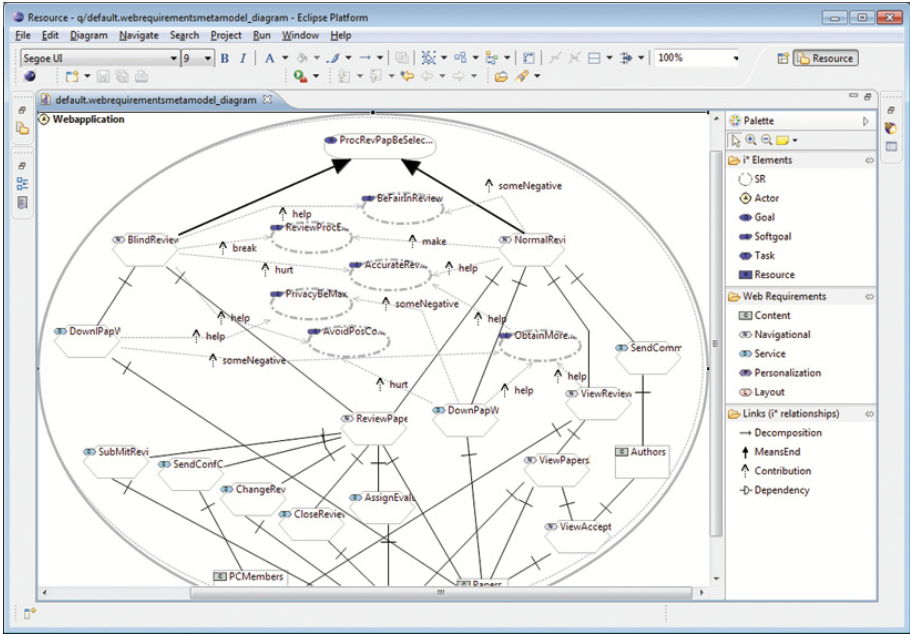 Resource - q/default.webrequirementsmetamodel_diagram - Eclipse Platform
File Edit Diagram Navigate Search Project Run Window Help
Segoe UI 9 B I A 100% Resource
default.webrequirementsmetamodel_diagram
Webapplication
ProcRevPapBeSelec...
someNegative
BeFairInReview
help
ReviewProcE...
BlindReview
break
make
NormalRevi
hurt
AccurateRev...
help
PrivacyBeMax
someNegative
help
help
DownlPapW
help
AvoidPosCo...
ObtainMore...
someNegative
SendComm
hurt
help
help
ViewReview
ReviewPape
DownPapW
SubMitRevi
SendConfC
ViewPapers
Authors
ChangeRev
AssignEvalu
CloseReview
ViewAccept
PCMembers
Papers
Palette
i* Elements
SR
Actor
Goal
Softgoal
Task
Resource
Web Requirements
Content
Navigational
Service
Personalization
Layout
Links (i* relationships)
Decomposition
MeansEnd
Contribution
Dependency